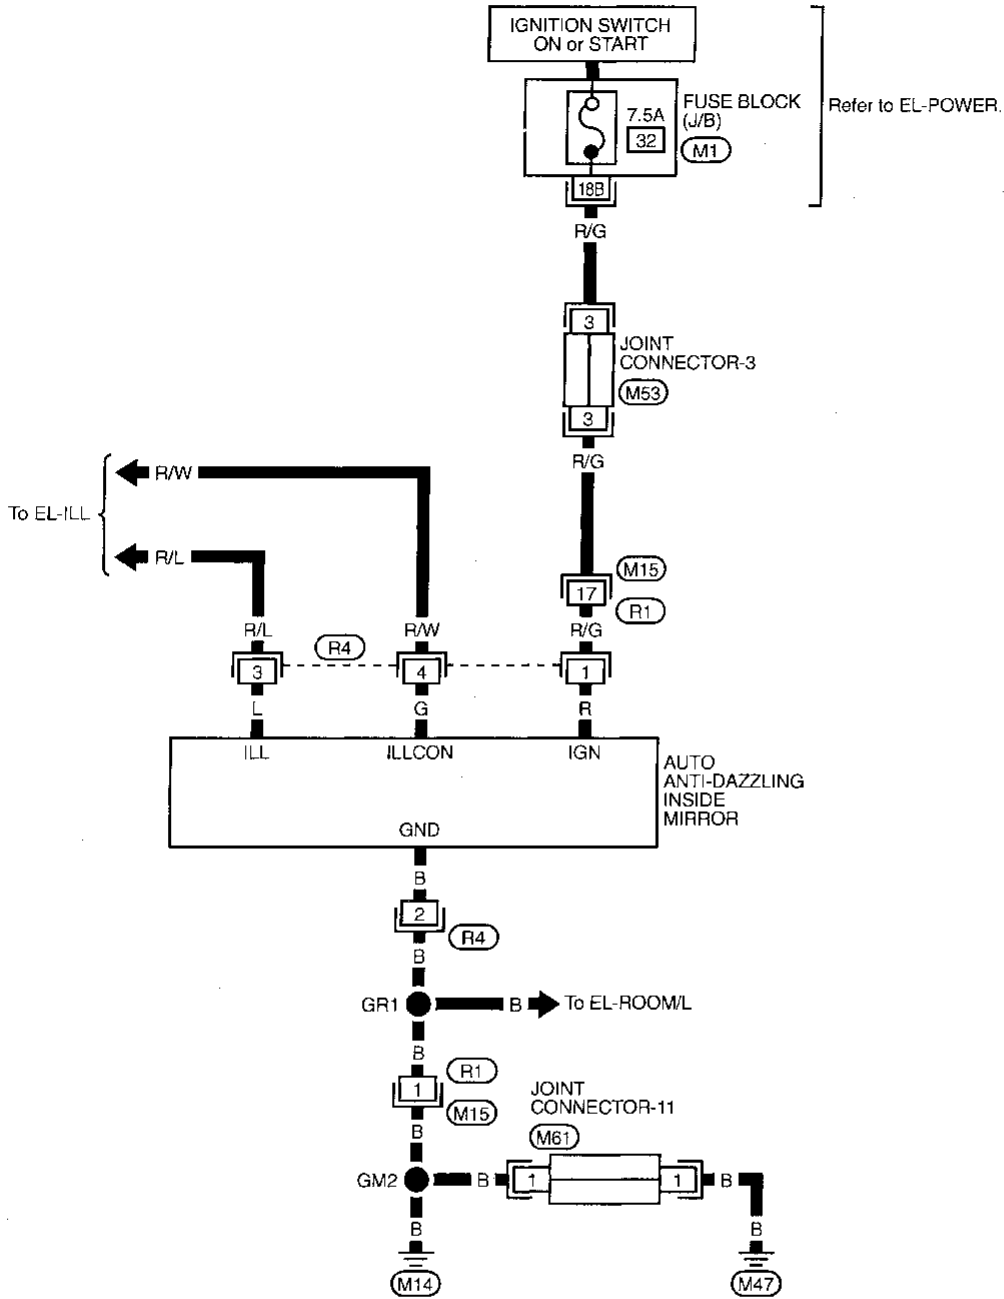 IGNITION SWITCH
ON or START
FUSE BLOCK
(J/B)
7.5A
32
M1
Refer to EL-POWER.
18B
R/G
3
JOINT
CONNECTOR-3
M53
3
R/G
R/W
To EL-ILL
R/L
M15
17
R1
R/L
R/W
R/G
R4
3
4
1
L
G
R
ILL
ILLCON
IGN
AUTO
ANTI-DAZZLING
INSIDE
MIRROR
GND
B
2
R4
B
GR1
B
To EL-ROOM/L
B
R1
1
M15
JOINT
CONNECTOR-11
B
M61
GM2
B
1
1
B
B
B
M14
M47